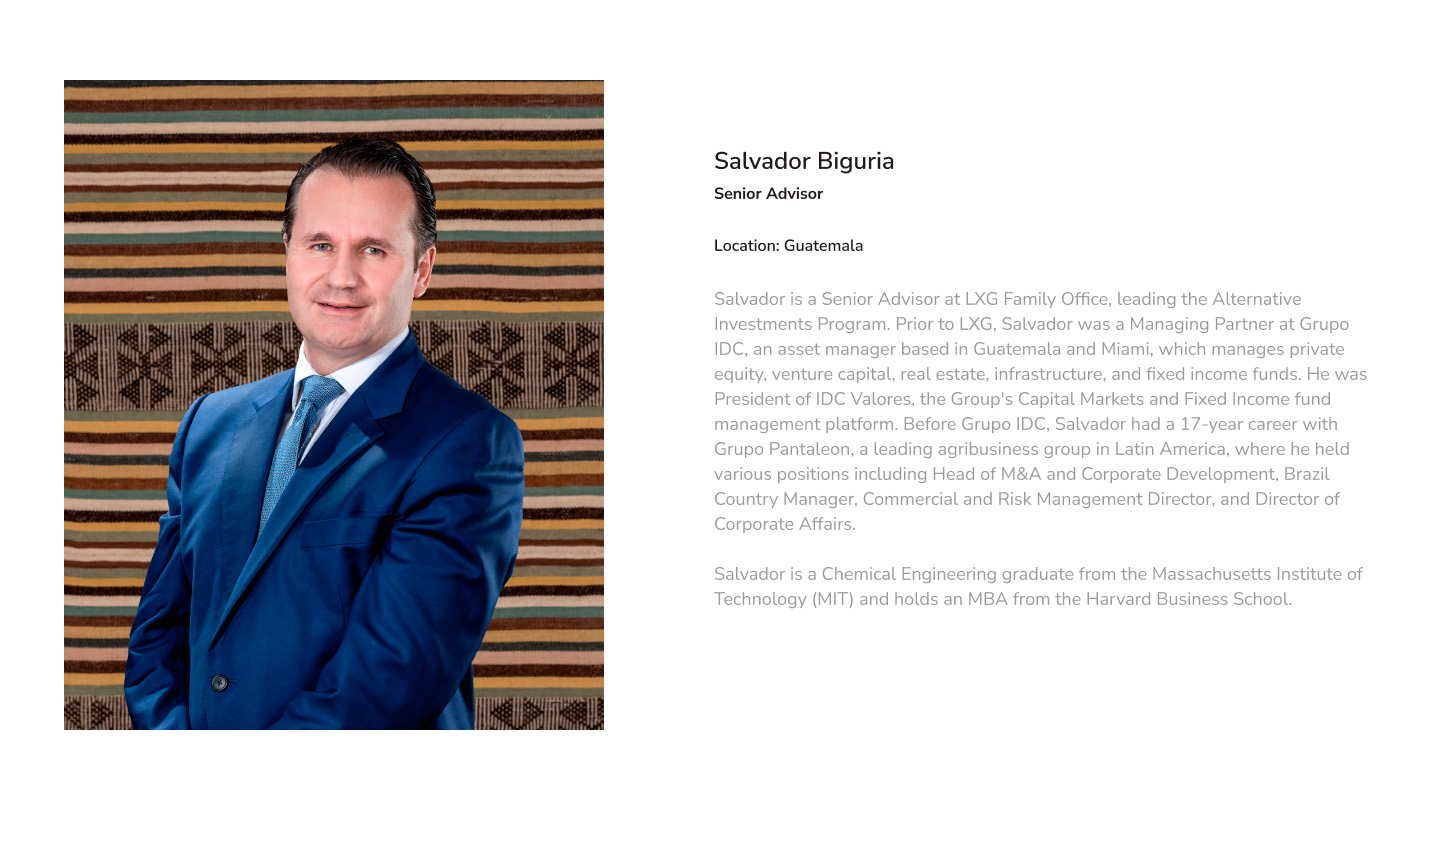 Salvador Biguria
Senior Advisor
Location: Guatemala
Salvador is a Senior Advisor at LXG Family Office, leading the Alternative
Investments Program. Prior to LXG, Salvador was a Managing Partner at Grupo
IDC, an asset manager based in Guatemala and Miami, which manages private
equity, venture capital, real estate, infrastructure, and fixed income funds. He was
President of IDC Valores, the Group's Capital Markets and Fixed Income fund
management platform. Before Grupo IDC, Salvador had a 17-year career with
Grupo Pantaleon, a leading agribusiness group in Latin America, where he held
various positions including Head of M&A and Corporate Development, Brazil
Country Manager, Commercial and Risk Management Director, and Director of
Corporate Affairs.
Salvador is a Chemical Engineering graduate from the Massachusetts Institute of
Technology (MIT) and holds an MBA from the Harvard Business School.